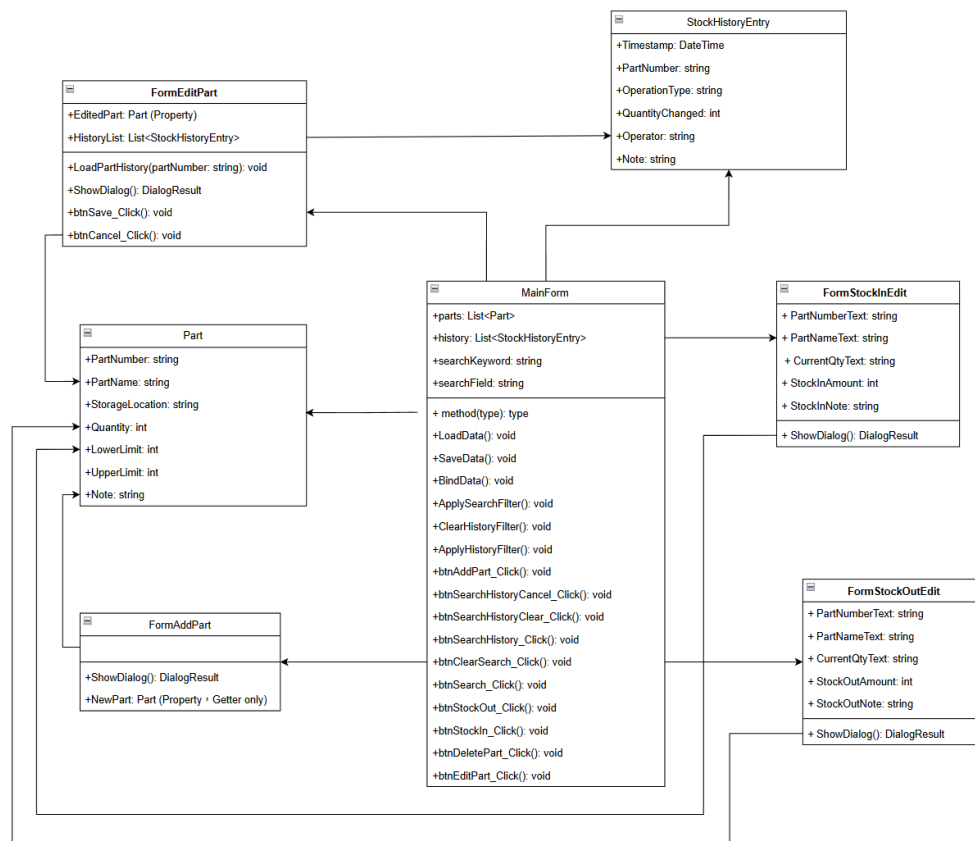 StockHistoryEntry
+Timestamp: DateTime
+PartNumber: string
+OperationType: string
+QuantityChanged: int
+Operator: string
+Note: string
FormEditPart
+EditedPart: Part (Property)
+HistoryList: List<StockHistoryEntry>
+LoadPartHistory(partNumber: string): void
+ShowDialog(): DialogResult
+btnSave_Click(): void
+btnCancel_Click(): void
MainForm
+parts: List<Part>
+history: List<StockHistoryEntry>
+searchKeyword: string
+searchField: string
+ method(type): type
+LoadData(): void
+SaveData(): void
+BindData(): void
+ApplySearchFilter(): void
+ClearHistoryFilter(): void
+ApplyHistoryFilter(): void
+btnAddPart_Click(): void
+btnSearchHistoryCancel_Click(): void
+btnSearchHistoryClear_Click(): void
+btnSearchHistory_Click(): void
+btnClearSearch_Click(): void
+btnSearch_Click(): void
+btnStockOut_Click(): void
+btnStockIn_Click(): void
+btnDeletePart_Click(): void
+btnEditPart_Click(): void
FormStockInEdit
+ PartNumberText: string
+ PartNameText: string
+ CurrentQtyText: string
+ StockInAmount: int
+ StockInNote: string
+ ShowDialog(): DialogResult
Part
+PartNumber: string
+PartName: string
+StorageLocation: string
+Quantity: int
+LowerLimit: int
+UpperLimit: int
+Note: string
FormAddPart
+ShowDialog(): DialogResult
+NewPart: Part (Property，Getter only)
FormStockOutEdit
+ PartNumberText: string
+ PartNameText: string
+ CurrentQtyText: string
+ StockOutAmount: int
+ StockOutNote: string
+ ShowDialog(): DialogResult